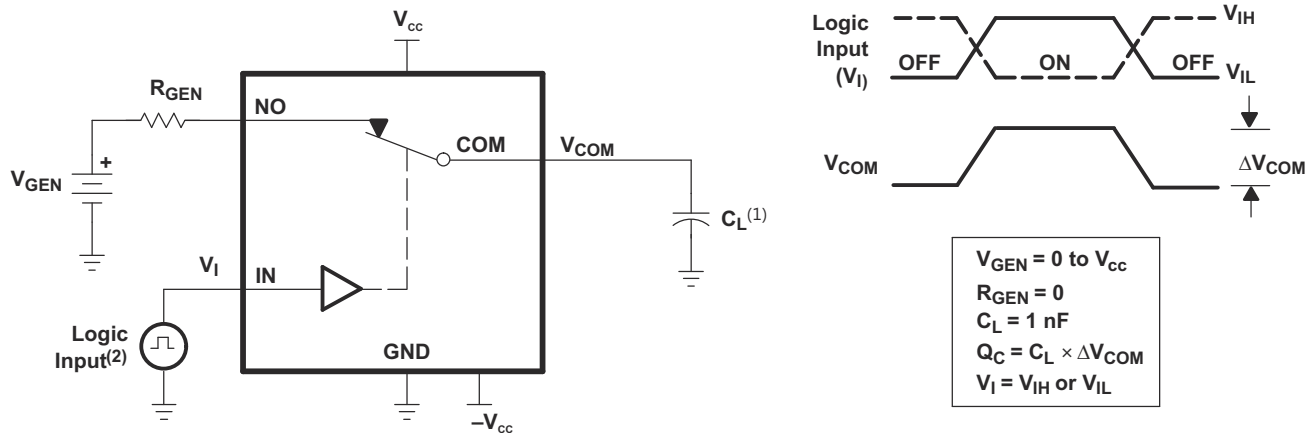 Vcc
RGEN
NO
COM
VCOM
VGEN
+
CL(1)
VI
IN
Logic
Input(2)
GND
–Vcc
Logic
Input
(VI)
OFF
ON
OFF
VIH
VIL
VCOM
ΔVCOM
VGEN = 0 to Vcc
RGEN = 0
CL = 1 nF
QC = CL × ΔVCOM
VI = VIH or VIL